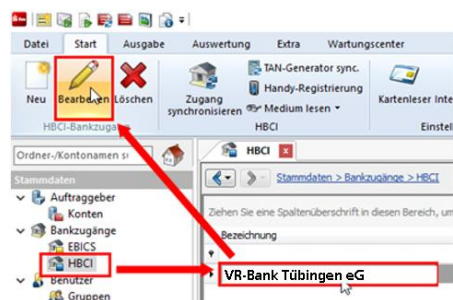 Datei Start Ausgabe Auswertung Extra Wartungscenter
Neu Bearbeiten Löschen
HBCI-Bankzugang
Zugang synchronisieren
TAN-Generator sync.
Handy-Registrierung
Medium lesen
HBCI
Kartenleser Inte
Einstel
Ordner-/Kontonamen su
Stammdaten
Auftraggeber
Konten
Bankzugänge
EBICS
HBCI
Benutzer
Gruppen
HBCI
Stammdaten > Bankzugänge > HBCI
Ziehen Sie eine Spaltenüberschrift in diesen Bereich, um
Bezeichnung
VR-Bank Tübingen eG